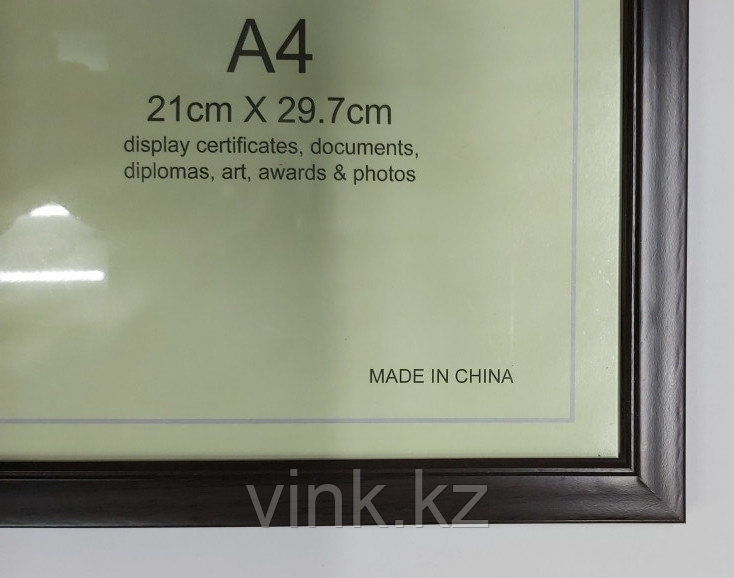 A4
21cm X 29.7cm
display certificates, documents,
diplomas, art, awards & photos
MADE IN CHINA
vink.kz